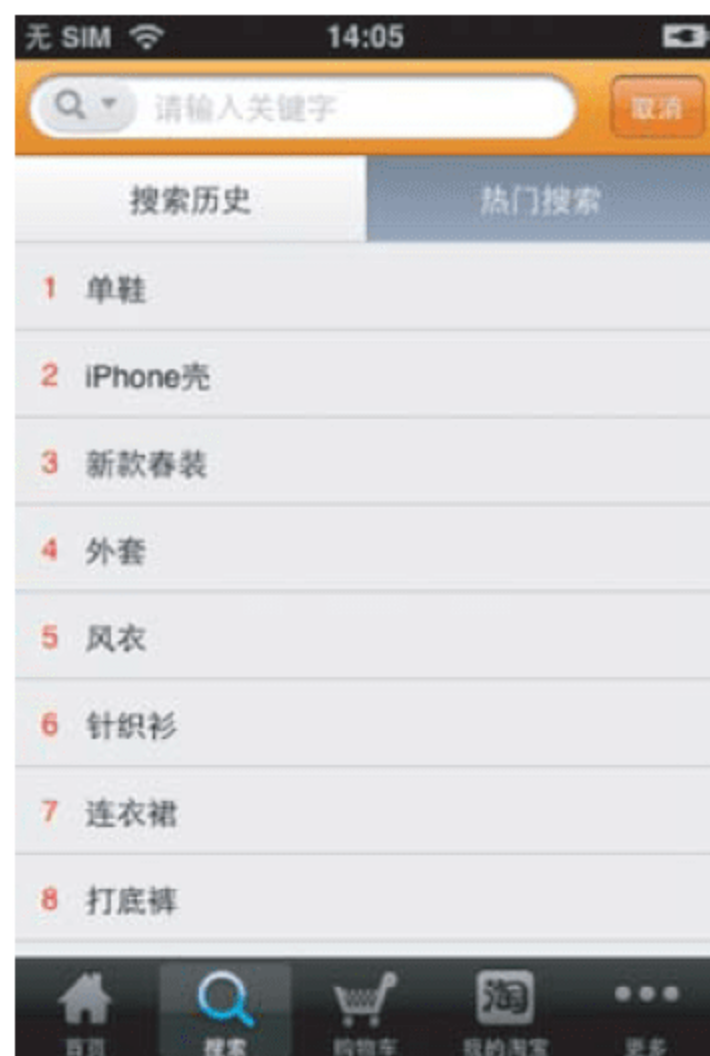 无 SIM 14:05
请输入关键字 取消
搜索历史 热门搜索
1 单鞋
2 iPhone壳
3 新款春装
4 外套
5 风衣
6 针织衫
7 连衣裙
8 打底裤
淘
首页 搜索 购物车 我的淘宝 更多